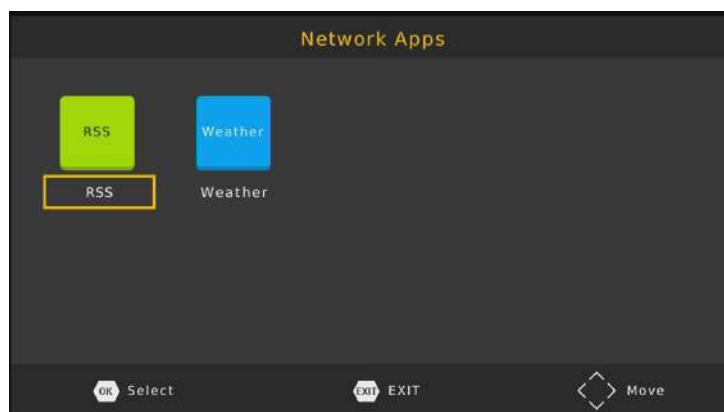 Network Apps
RSS Weather
RSS Weather
OK Select EXIT EXIT Move